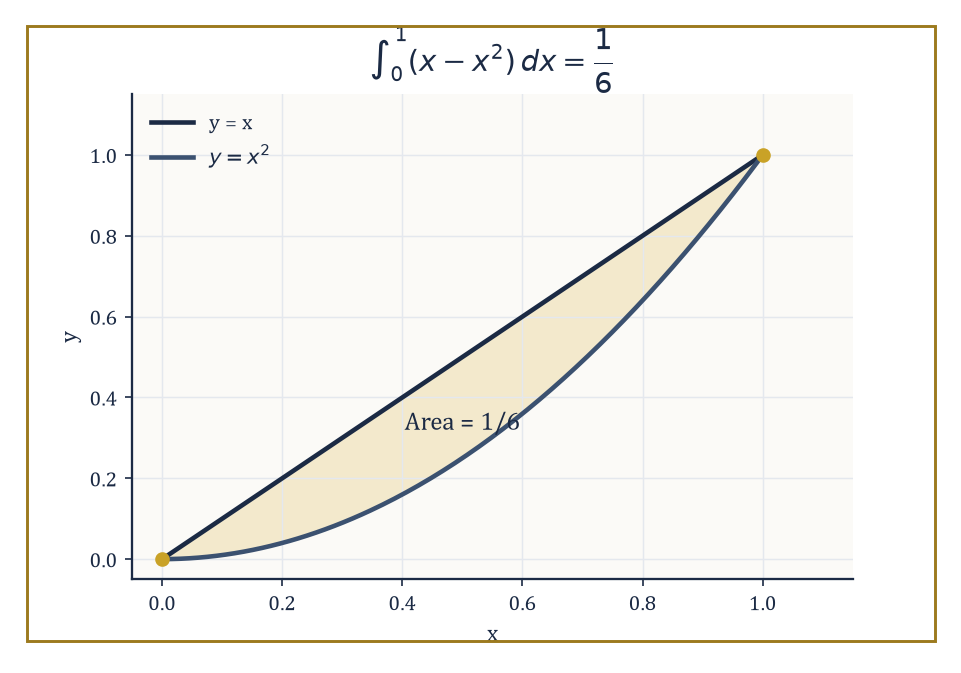 ∫₀¹(x − x²) dx = 1/6
y = x
y = x²
1.0
0.8
0.6
0.4
0.2
0.0
y
Area = 1/6
0.0 0.2 0.4 0.6 0.8 1.0
x